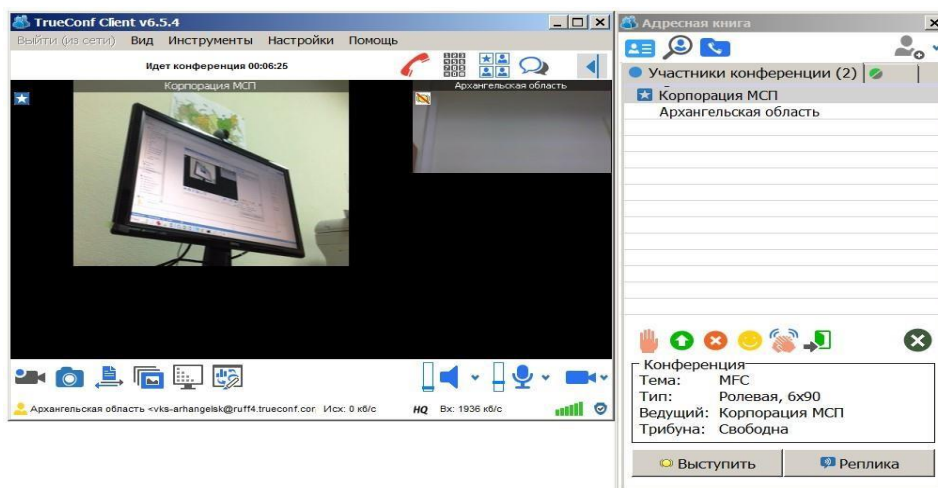 TrueConf Client v6.5.4
Выйти (из сети) Вид Инструменты Настройки Помощь
Идет конференция 00:06:25
Корпорация МСП
Архангельская область
Архангельская область <vks-arhangelsk@ruff4.trueconf.cor Исх: 0 кб/с HQ Вх: 1936 кб/с
Адресная книга
Участники конференции (2)
Корпорация МСП
Архангельская область
Конференция
Тема: MFC
Тип: Ролевая, 6x90
Ведущий: Корпорация МСП
Трибуна: Свободна
Выступить
Реплика